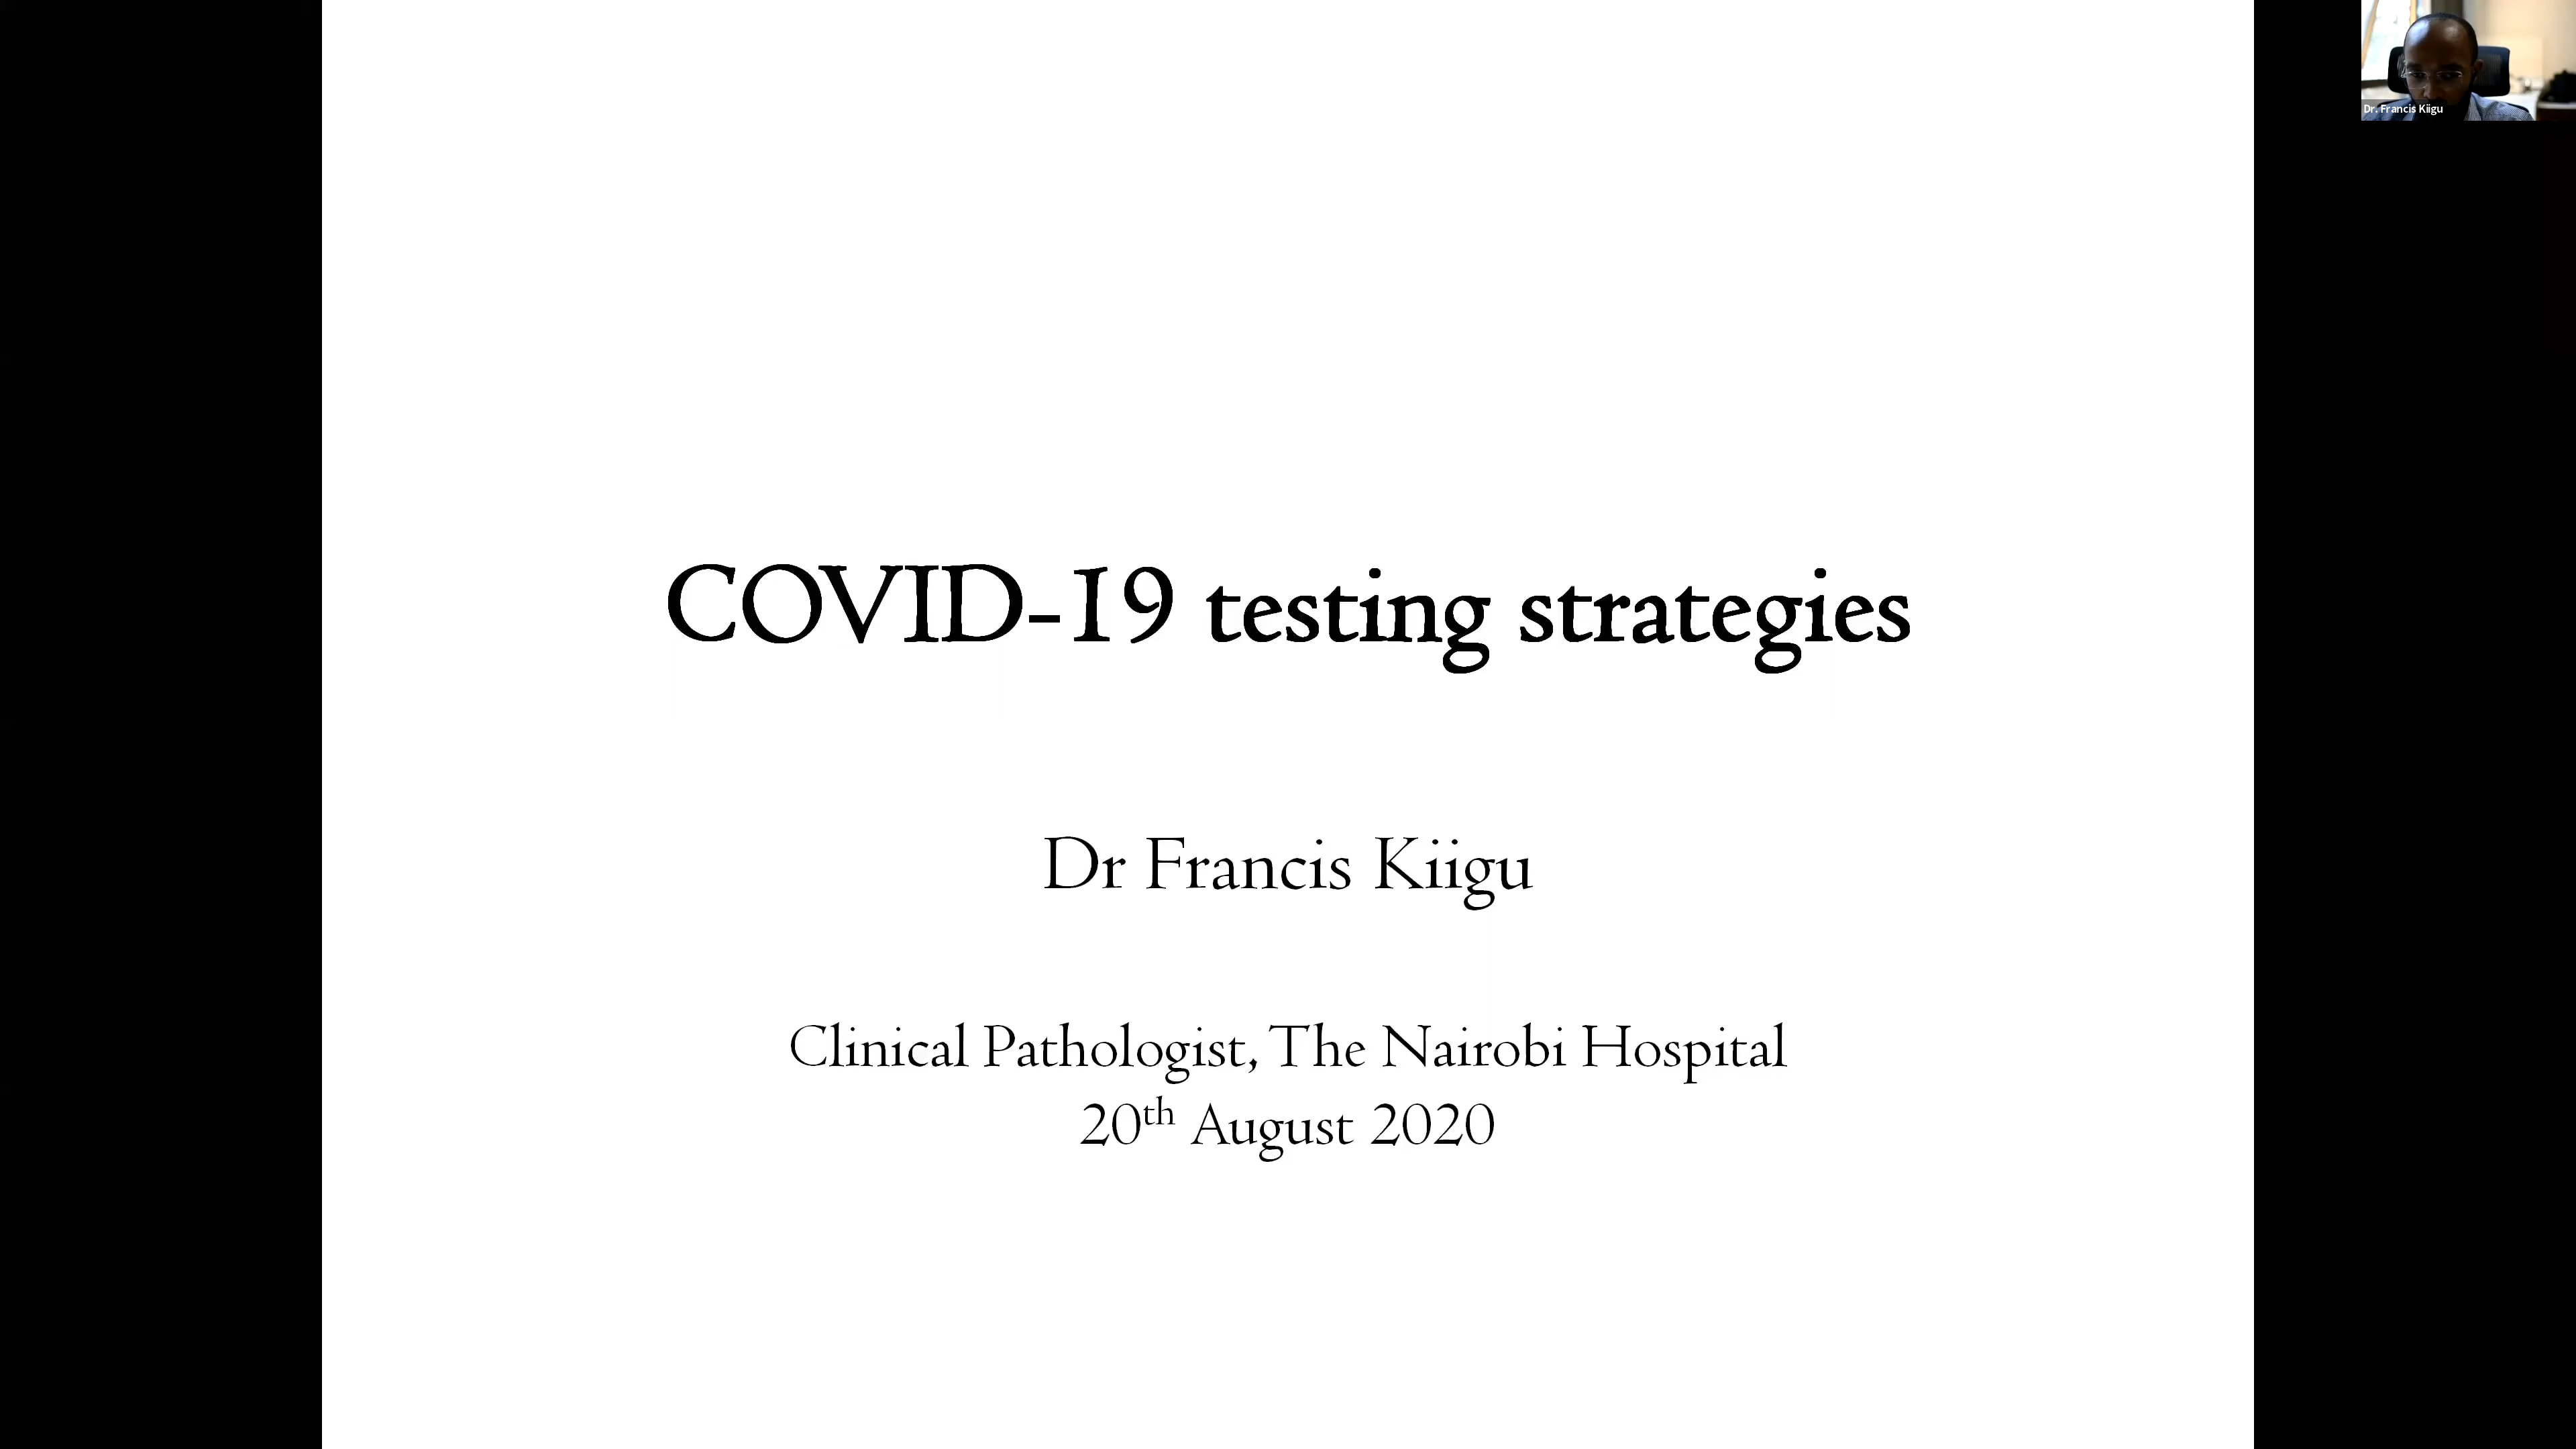 Dr. Francis Kiigu
COVID-19 testing strategies
Dr Francis Kiigu
Clinical Pathologist, The Nairobi Hospital
20th August 2020